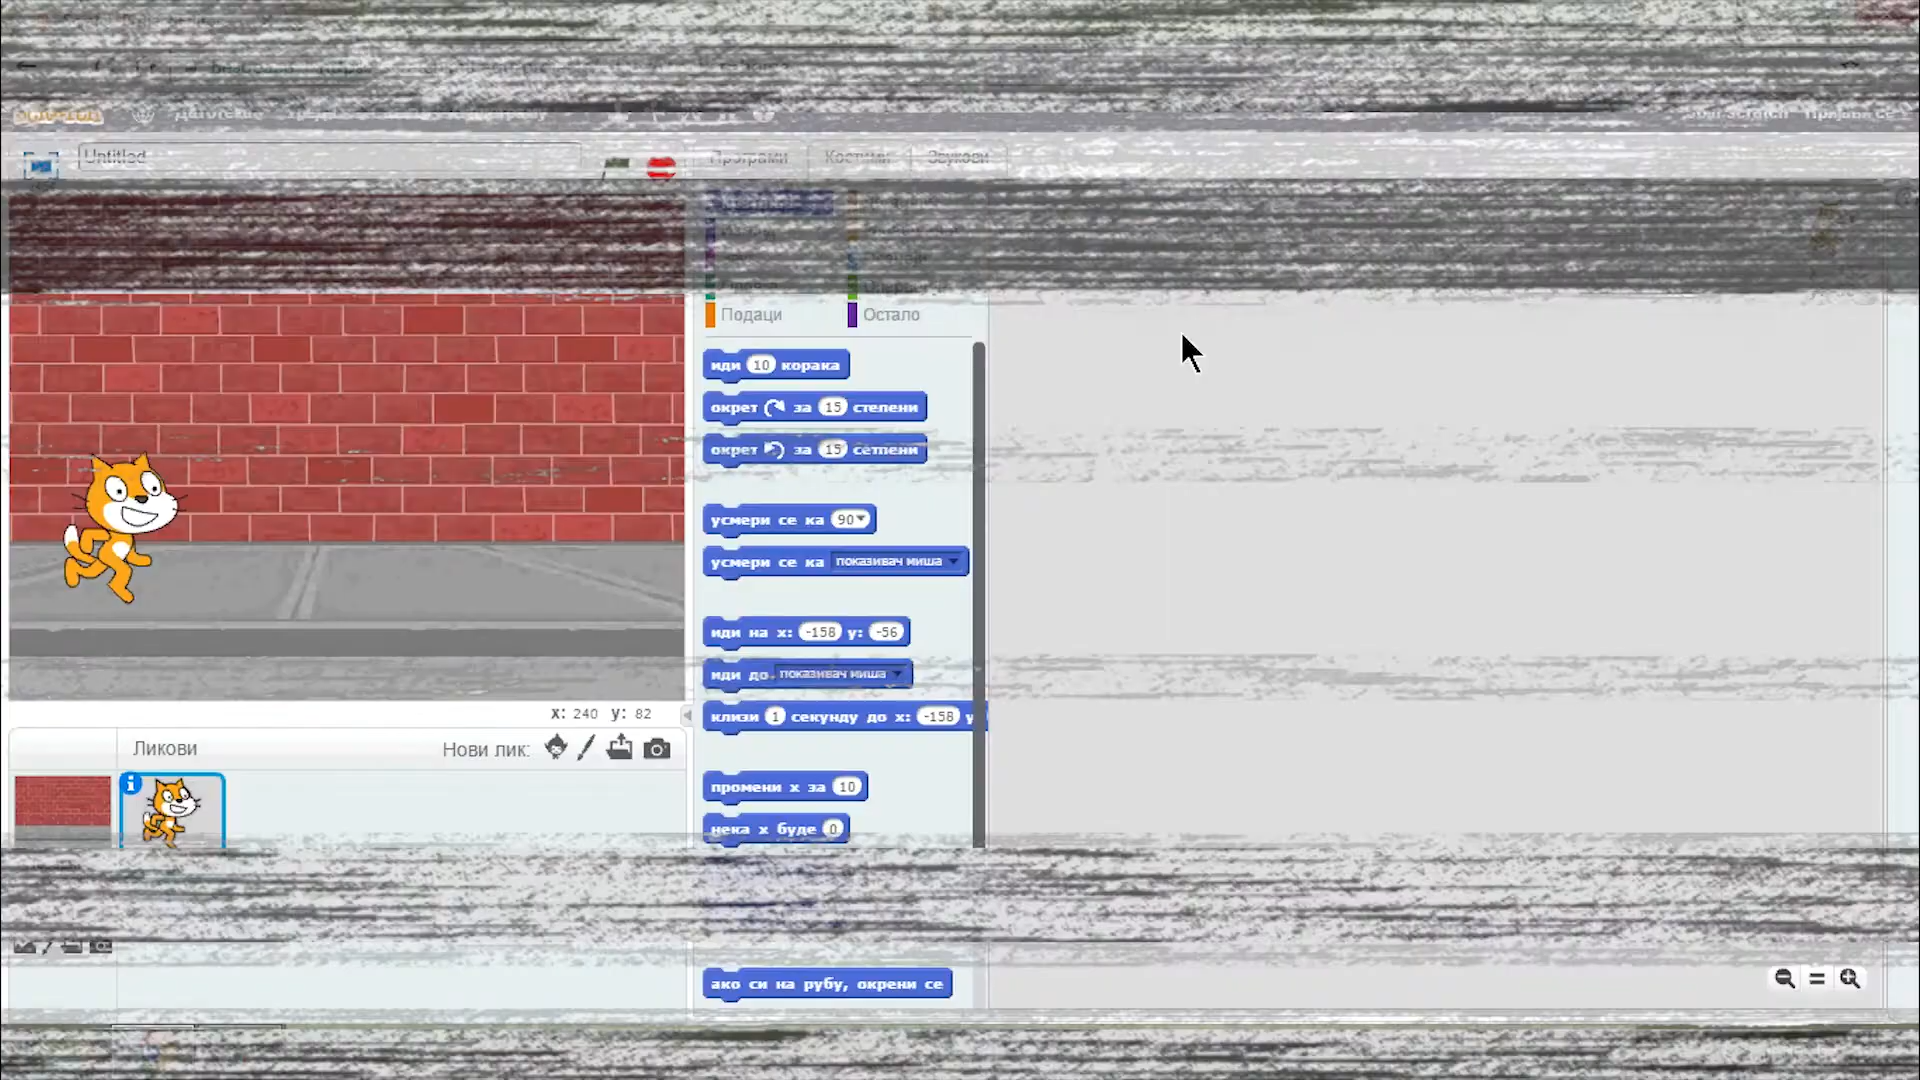 Untitled
Програми Костими Звукови
Подаци Остало
иди 10 корака
окрет за 15 степени
окрет за 15 сетпени
усмери се ка 90
усмери се ка показивач миша
иди на x: -158 y: -56
иди до показивач миша
клизи 1 секунду до x: -158 y
x: 240 y: 82
Ликови Нови лик:
промени x за 10
нека x буде 0
ако си на рубу, окрени се